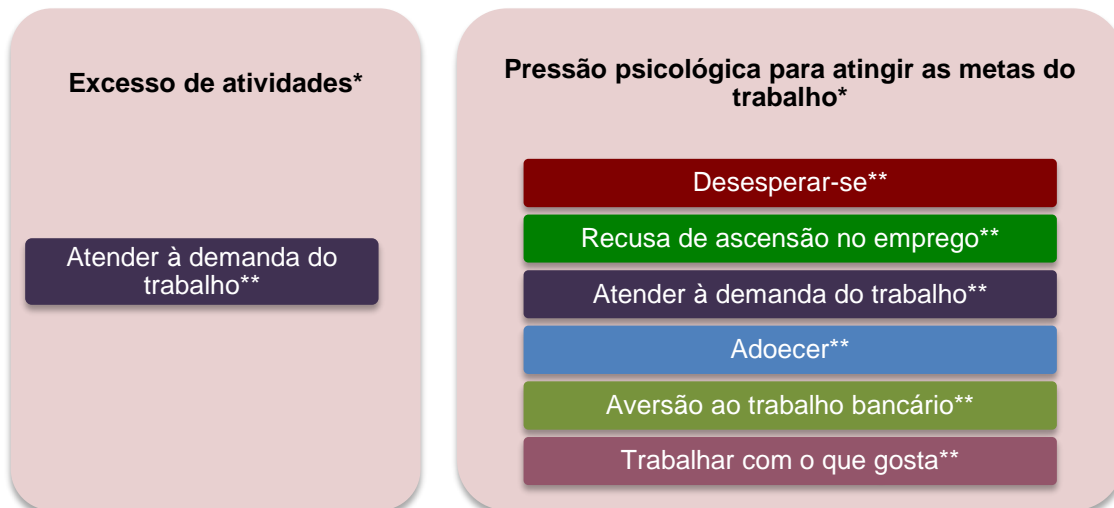 Excesso de atividades*
Atender à demanda do
trabalho**
Pressão psicológica para atingir as metas do
trabalho*
Desesperar-se**
Recusa de ascensão no emprego**
Atender à demanda do trabalho**
Adoecer**
Aversão ao trabalho bancário**
Trabalhar com o que gosta**